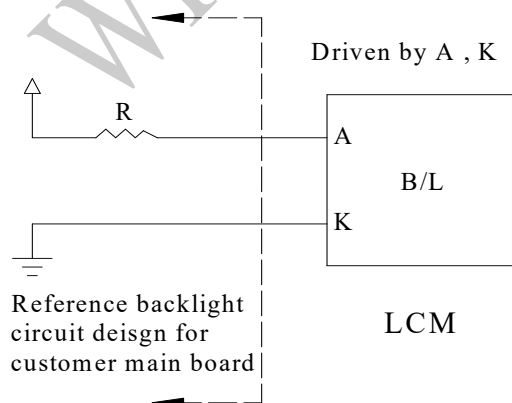 Driven by A , K
R
A
B/L
K
Reference backlight
circuit deisgn for
customer main board
LCM